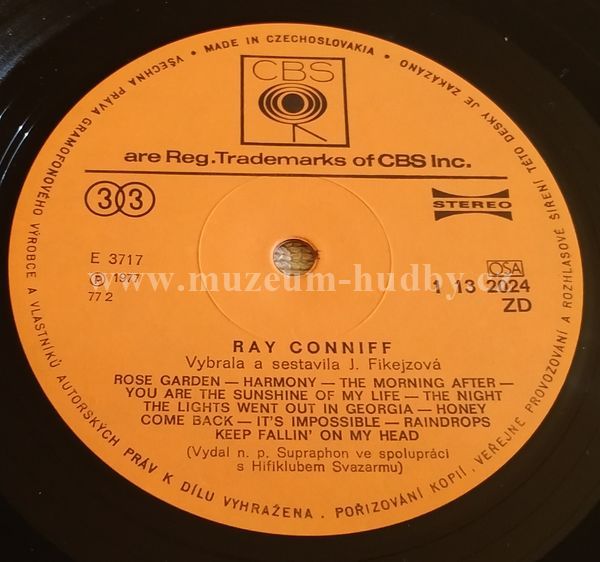 VŠECHNA PRÁVA GRAMOFONOVÉHO VÝROBCE A VLASTNÍKŮ AUTORSKÝCH PRÁV K DÍLU VYHRAŽENA. POŘIZOVÁNÍ KOPIÍ, VEŘEJNÉ PROVOZOVÁNÍ A ROZHLASOVÉ ŠÍŘENÍ TÉTO DESKY JE ZAKÁZÁNO
• MADE IN CZECHOSLOVAKIA •
CBS
are Reg.Trademarks of CBS Inc.
33
STEREO
E 3717
Ⓟ 1977
77 2
OSA
1 13 2024
ZD
www.muzeum-hudby.cz
RAY CONNIFF
Vybrala a sestavila J. Fikejzová
ROSE GARDEN — HARMONY — THE MORNING AFTER —
YOU ARE THE SUNSHINE OF MY LIFE — THE NIGHT
THE LIGHTS WENT OUT IN GEORGIA — HONEY
COME BACK — IT'S IMPOSSIBLE — RAINDROPS
KEEP FALLIN' ON MY HEAD
(Vydal n. p. Supraphon ve spolupráci
s Hifiklubem Svazarmu)